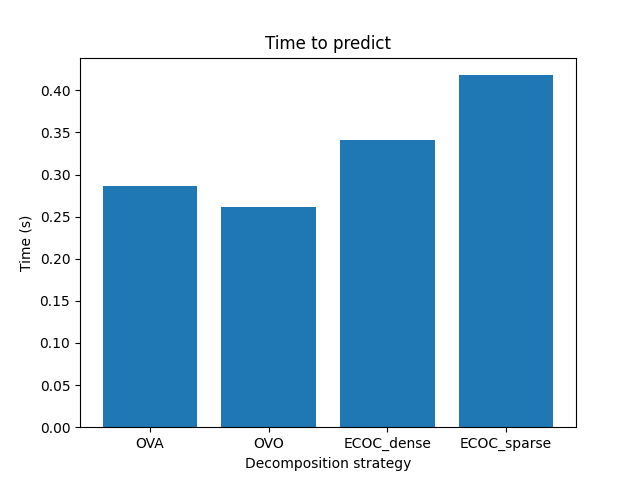 Time to predict
0.40
0.35
0.30
0.25
0.20
0.15
0.10
0.05
0.00
Time (s)
OVA OVO ECOC_dense ECOC_sparse
Decomposition strategy